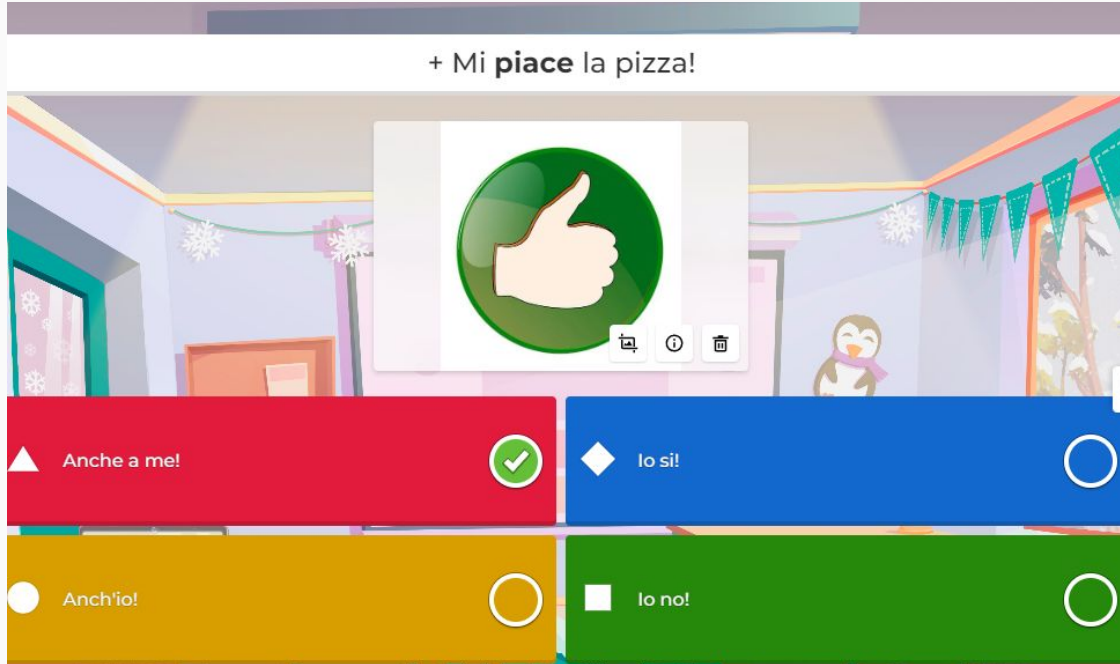 + Mi piace la pizza!
Anche a me!
Io si!
Anch'io!
Io no!